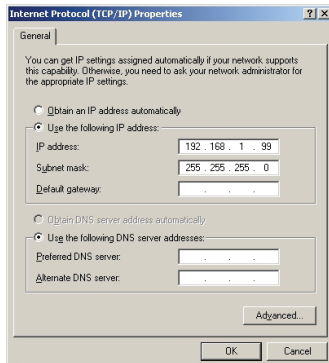 Internet Protocol (TCP/IP) Properties
General
You can get IP settings assigned automatically if your network supports
this capability. Otherwise, you need to ask your network administrator for
the appropriate IP settings.
Obtain an IP address automatically
Use the following IP address:
IP address: 192 . 168 . 1 . 99
Subnet mask: 255 . 255 . 255 . 0
Default gateway: . . .
Obtain DNS server address automatically
Use the following DNS server addresses:
Preferred DNS server: . . .
Alternate DNS server: . . .
Advanced...
OK Cancel